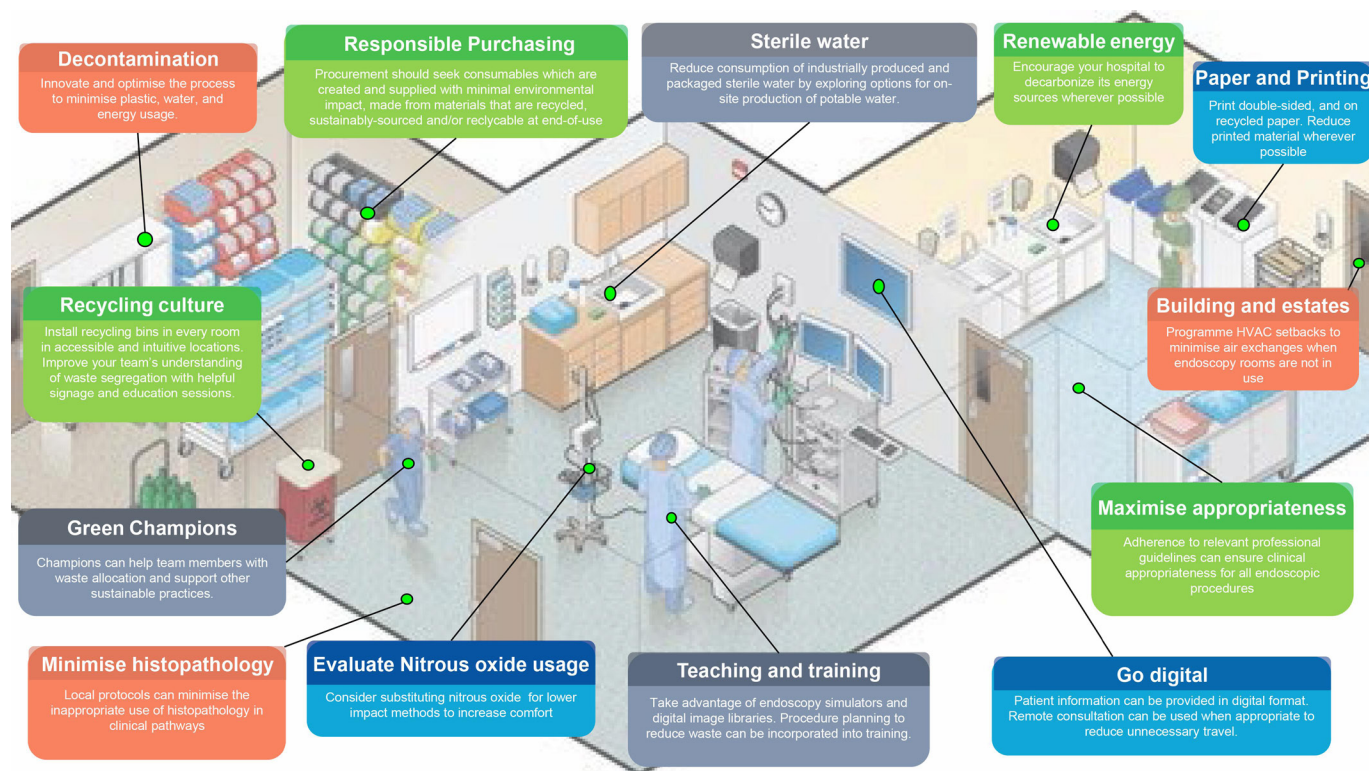 Decontamination
Innovate and optimise the process
to minimise plastic, water, and
energy usage.
Responsible Purchasing
Procurement should seek consumables which are
created and supplied with minimal environmental
impact, made from materials that are recycled,
sustainably-sourced and/or reclycable at end-of-use
Sterile water
Reduce consumption of industrially produced and
packaged sterile water by exploring options for on-
site production of potable water.
Renewable energy
Encourage your hospital to
decarbonize its energy
sources wherever possible
Paper and Printing
Print double-sided, and on
recycled paper. Reduce
printed material wherever
possible
Recycling culture
Install recycling bins in every room
in accessible and intuitive locations.
Improve your team's understanding
of waste segregation with helpful
signage and education sessions.
Building and estates
Programme HVAC setbacks to
minimise air exchanges when
endoscopy rooms are not in
use
Green Champions
Champions can help team members with
waste allocation and support other
sustainable practices.
Maximise appropriateness
Adherence to relevant professional
guidelines can ensure clinical
appropriateness for all endoscopic
procedures
Minimise histopathology
Local protocols can minimise the
inappropriate use of histopathology in
clinical pathways
Evaluate Nitrous oxide usage
Consider substituting nitrous oxide for lower
impact methods to increase comfort
Teaching and training
Take advantage of endoscopy simulators and
digital image libraries. Procedure planning to
reduce waste can be incorporated into training.
Go digital
Patient information can be provided in digital format.
Remote consultation can be used when appropriate to
reduce unnecessary travel.